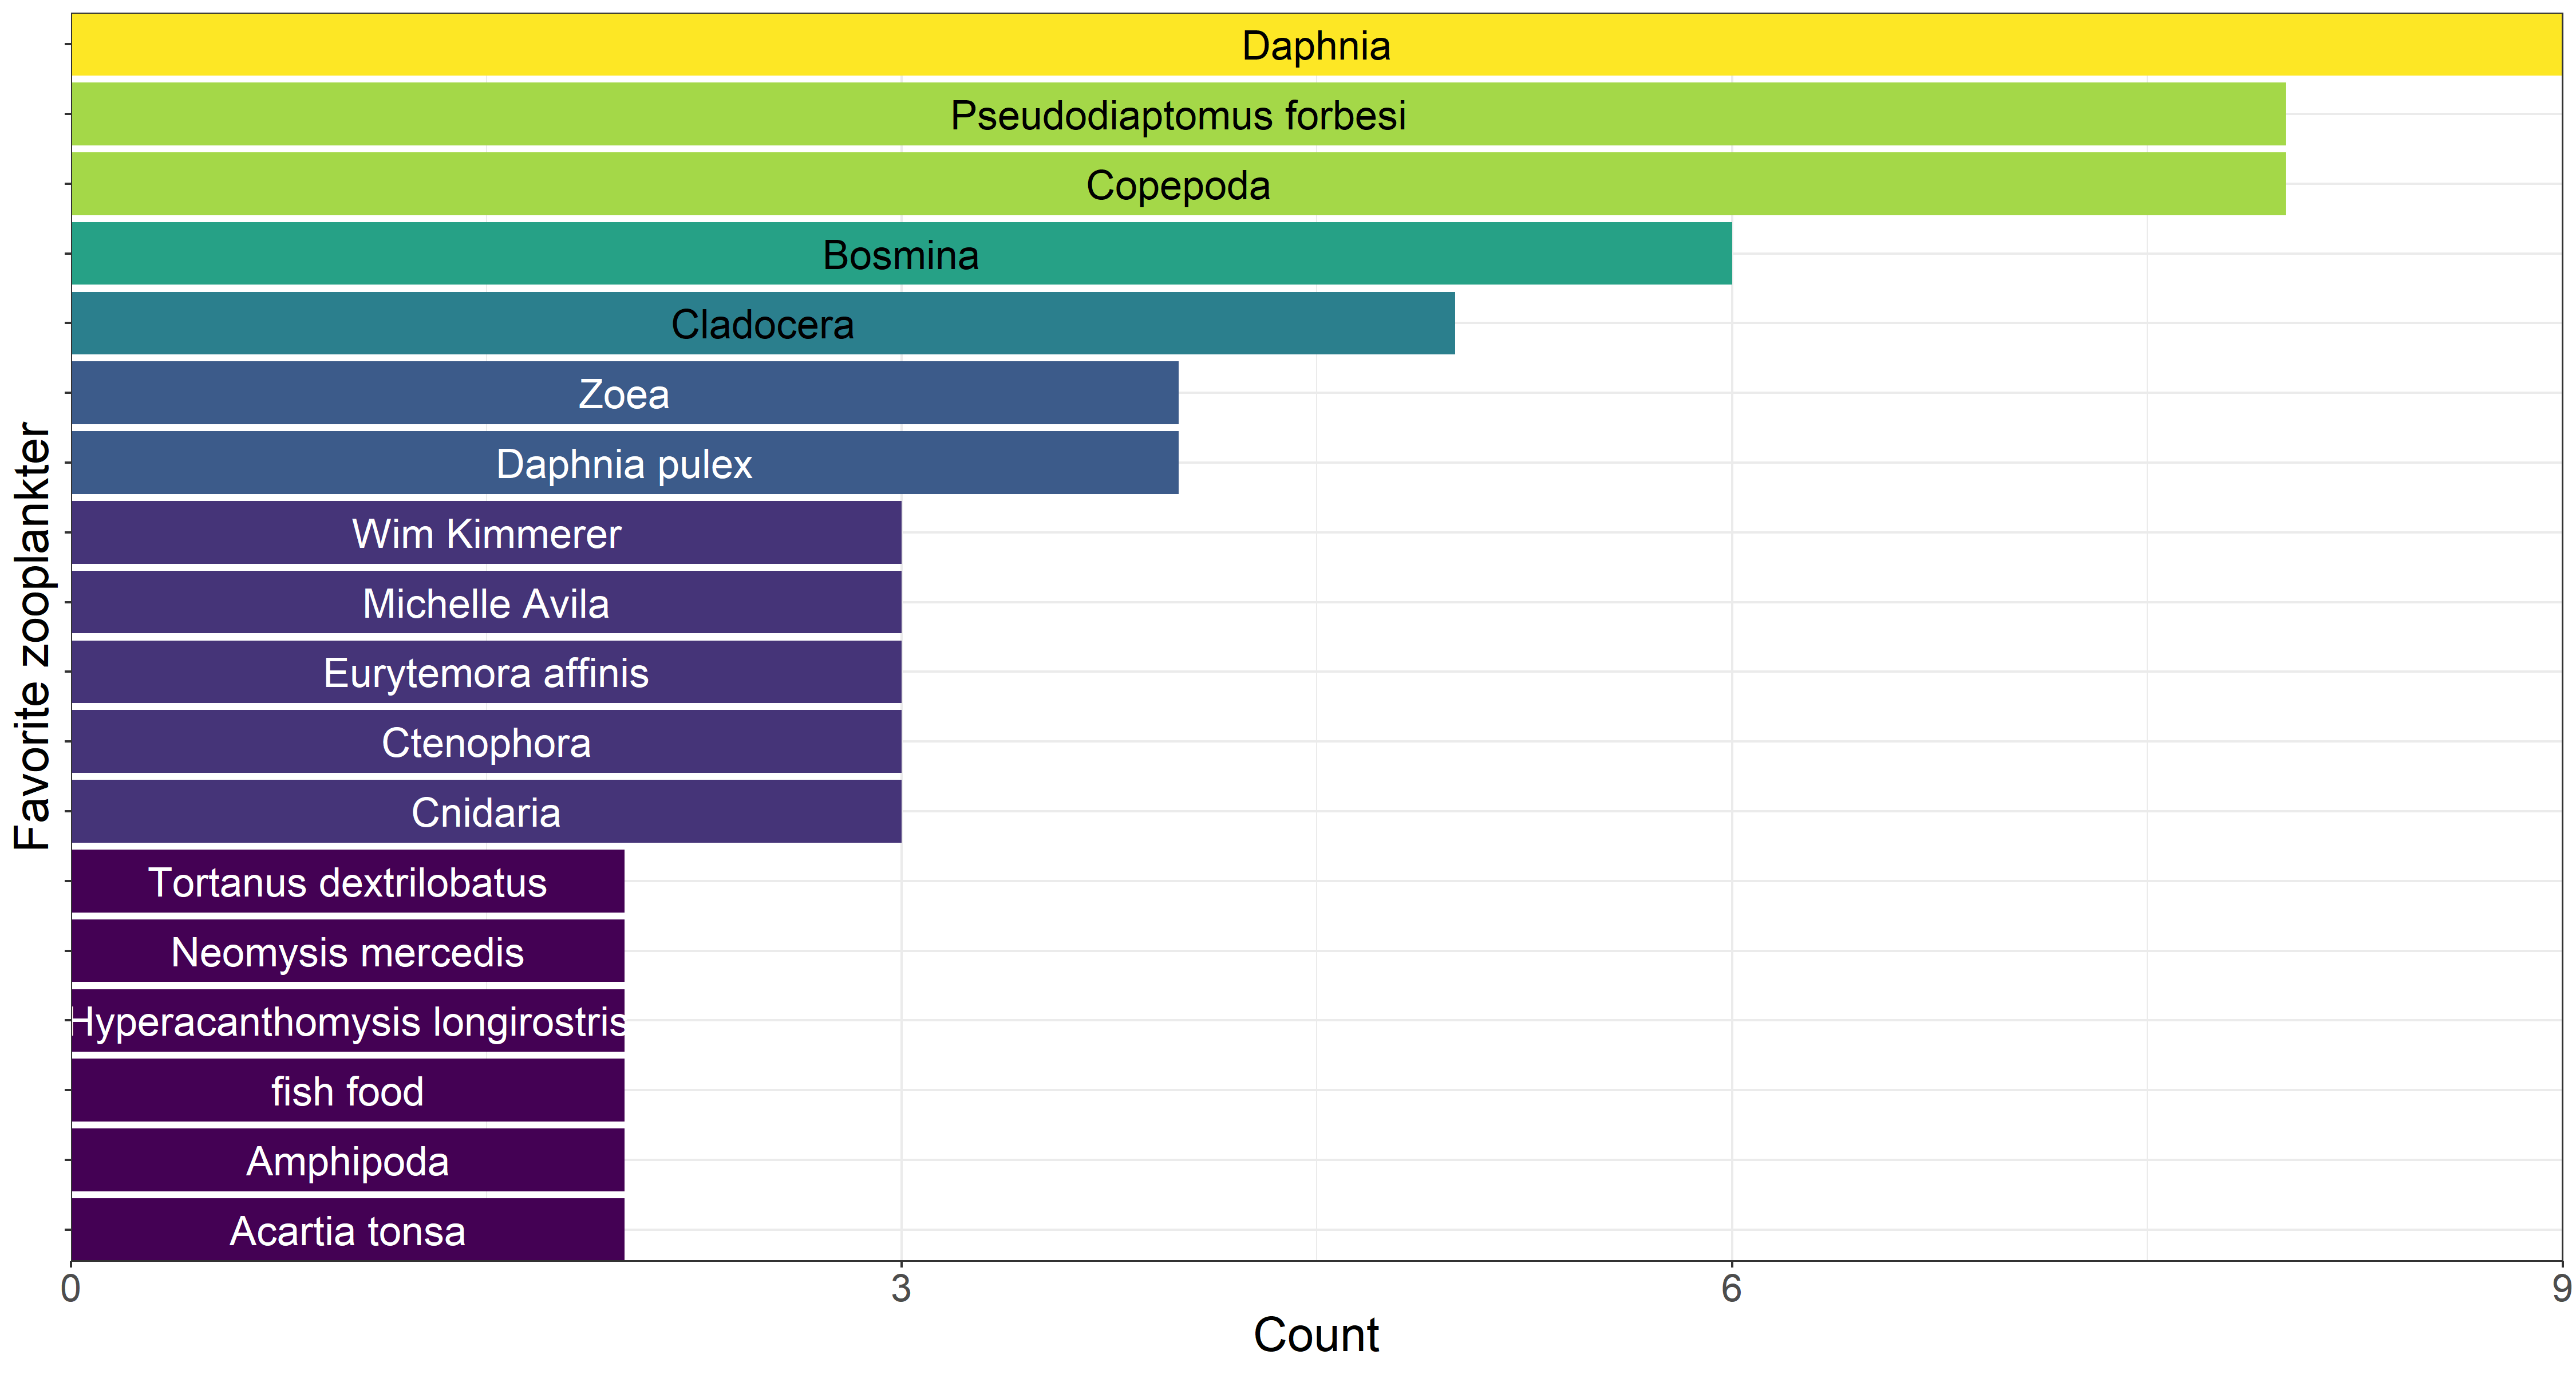 Daphnia
Pseudodiaptomus forbesi
Copepoda
Bosmina
Cladocera
Zoea
Daphnia pulex
Wim Kimmerer
Michelle Avila
Eurytemora affinis
Ctenophora
Cnidaria
Tortanus dextrilobatus
Neomysis mercedis
Hyperacanthomysis longirostris
fish food
Amphipoda
Acartia tonsa
Favorite zooplankter
0 3 6 9
Count